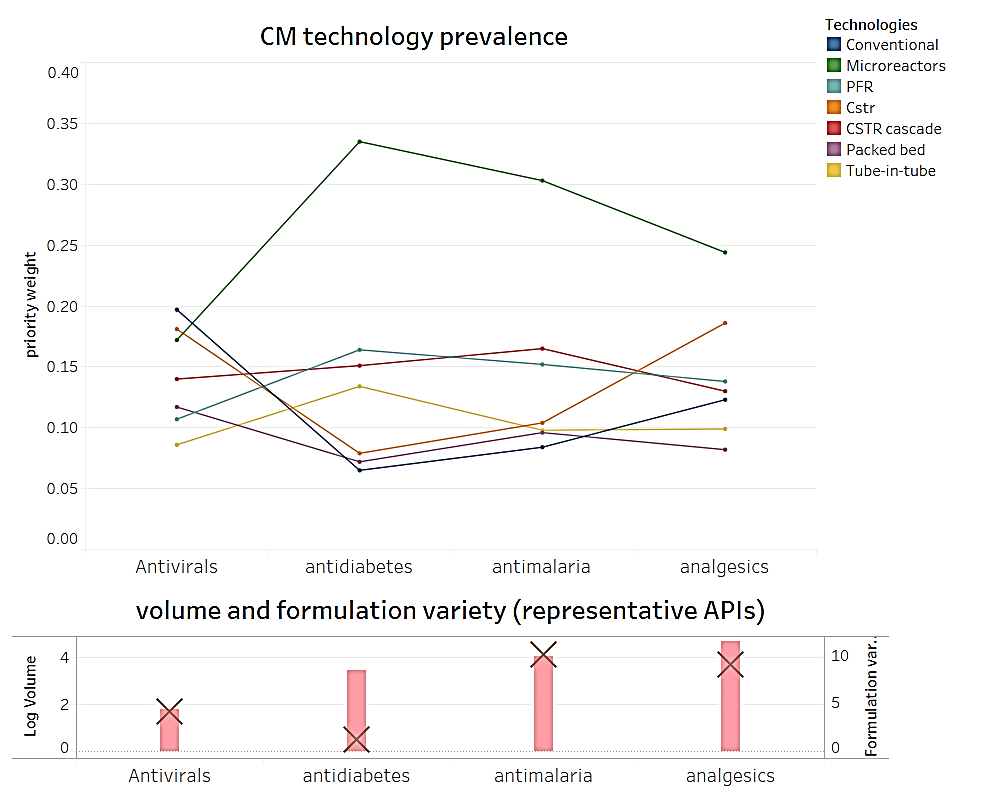 CM technology prevalence
Technologies
Conventional
Microreactors
PFR
Cstr
CSTR cascade
Packed bed
Tube-in-tube
priority weight
0.40
0.35
0.30
0.25
0.20
0.15
0.10
0.05
0.00
Antivirals antidiabetes antimalaria analgesics
volume and formulation variety (representative APIs)
Log Volume
4
2
0
10
5
0
Formulation var..
Antivirals antidiabetes antimalaria analgesics